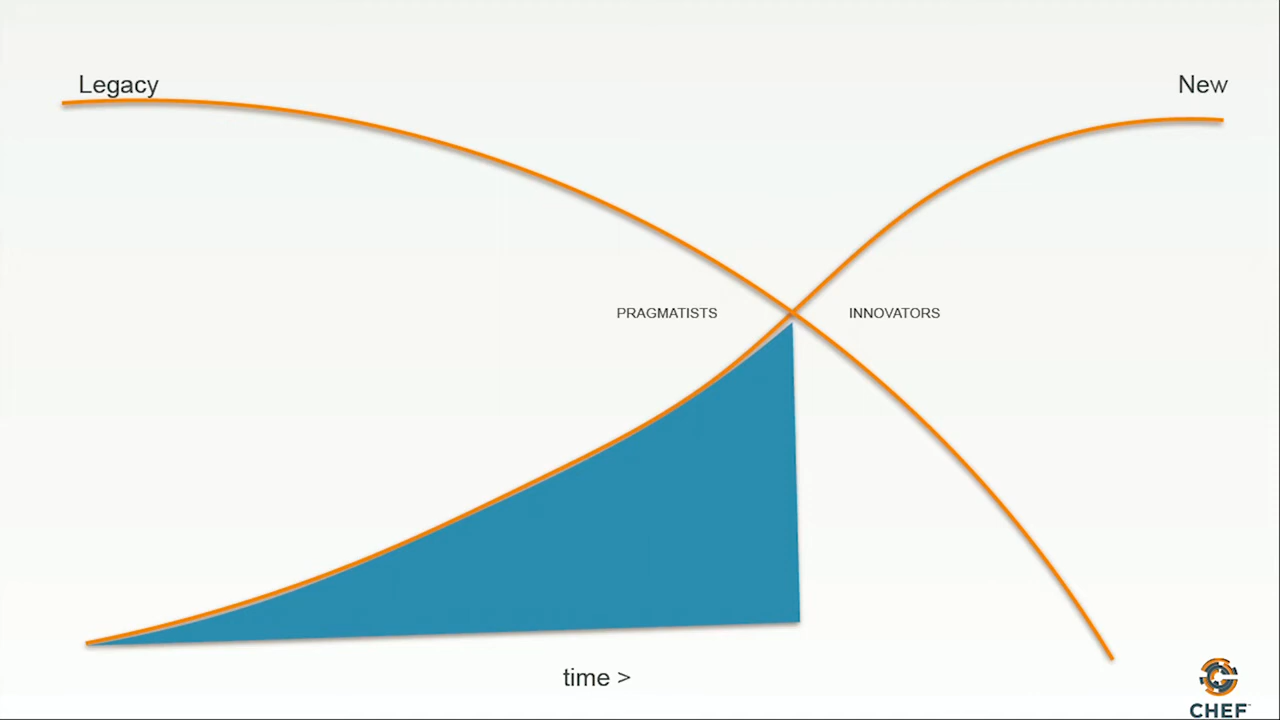 Legacy
New
PRAGMATISTS
INNOVATORS
time >
CHEF